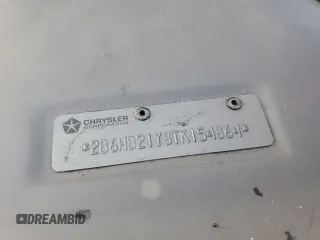 CHRYSLER
CORPORATION
*2B6HB21Y8TK154864*
DREAMBID